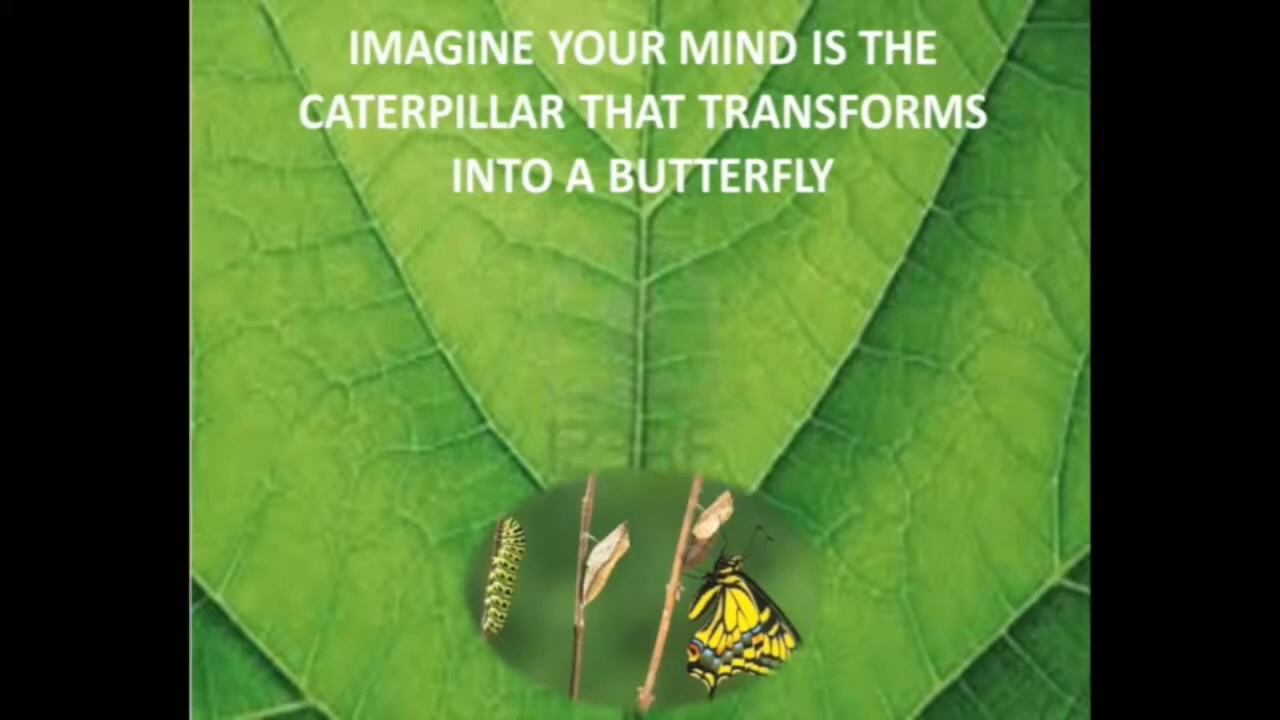 IMAGINE YOUR MIND IS THE
CATERPILLAR THAT TRANSFORMS
INTO A BUTTERFLY